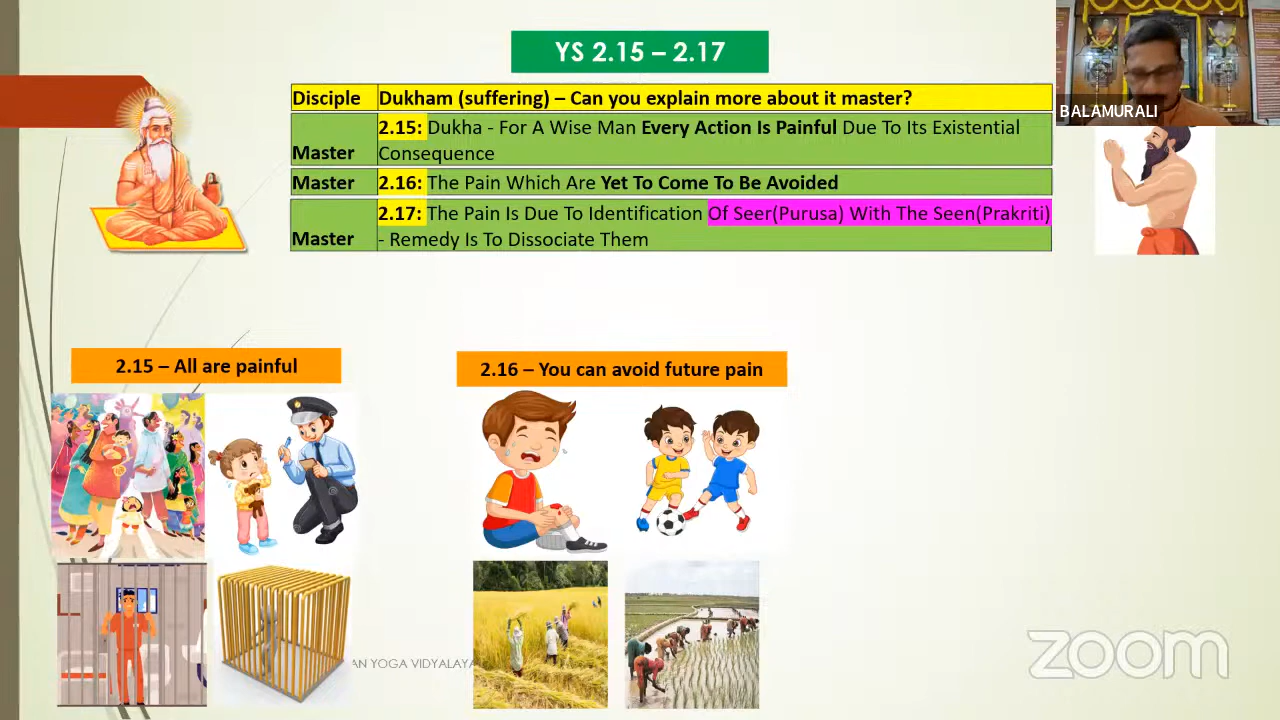 YS 2.15 – 2.17
BALAMURALI
Disciple Dukham (suffering) – Can you explain more about it master?
2.15: Dukha - For A Wise Man Every Action Is Painful Due To Its Existential
Master Consequence
Master 2.16: The Pain Which Are Yet To Come To Be Avoided
2.17: The Pain Is Due To Identification Of Seer(Purusa) With The Seen(Prakriti)
Master - Remedy Is To Dissociate Them
2.15 – All are painful
2.16 – You can avoid future pain
AN YOGA VIDYALAYA
zoom